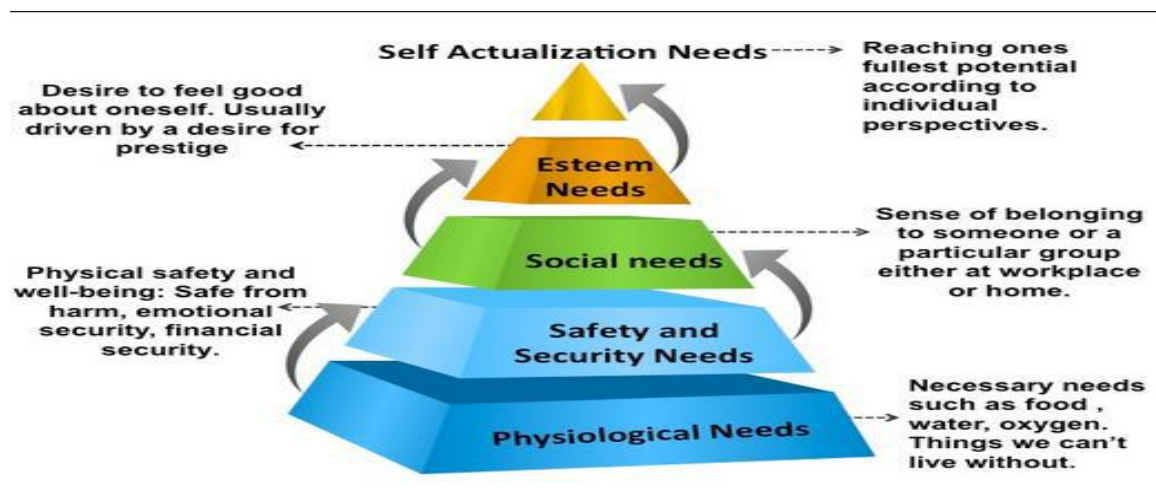 Self Actualization Needs
Reaching ones
fullest potential
according to
individual
perspectives.
Desire to feel good
about oneself. Usually
driven by a desire for
prestige
Esteem
Needs
Sense of belonging
to someone or a
particular group
either at workplace
or home.
Social needs
Physical safety and
well-being: Safe from
harm, emotional
security, financial
security.
Safety and
Security Needs
Necessary needs
such as food ,
water, oxygen.
Things we can't
live without.
Physiological Needs